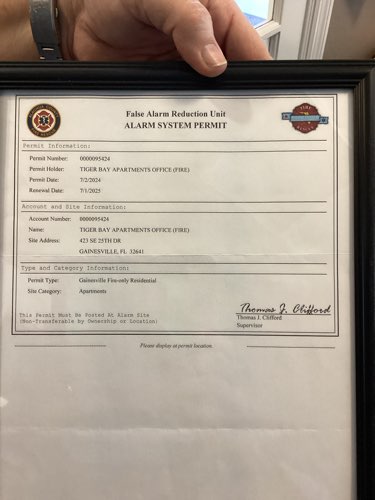 False Alarm Reduction Unit
ALARM SYSTEM PERMIT
Permit Information:
Permit Number: 0000095424
Permit Holder: TIGER BAY APARTMENTS OFFICE (FIRE)
Permit Date: 7/2/2024
Renewal Date: 7/1/2025
Account and Site Information:
Account Number: 0000095424
Name: TIGER BAY APARTMENTS OFFICE (FIRE)
Site Address: 423 SE 25TH DR
GAINESVILLE, FL 32641
Type and Category Information:
Permit Type: Gainesville Fire-only Residential
Site Category: Apartments
This Permit Must Be Posted At Alarm Site
(Non-Transferable by Ownership or Location)
Thomas J. Clifford
Thomas J. Clifford
Supervisor
Please display at permit location.